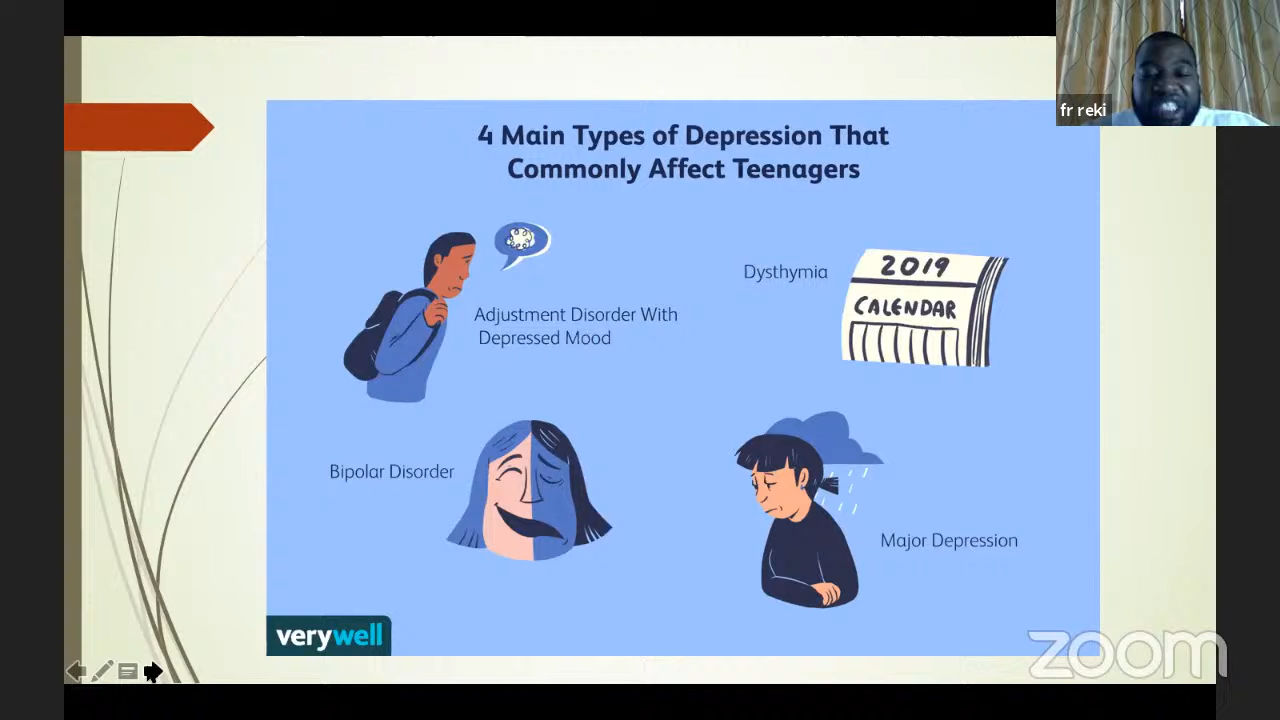 fr reki
4 Main Types of Depression That
Commonly Affect Teenagers
Adjustment Disorder With
Depressed Mood
Dysthymia
2019
CALENDAR
Bipolar Disorder
Major Depression
verywell
zoom